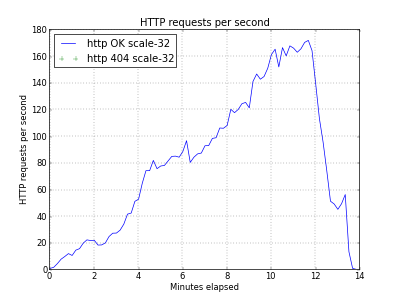 HTTP requests per second
http OK scale-32
http 404 scale-32
HTTP requests per second
180
160
140
120
100
80
60
40
20
0
0 2 4 6 8 10 12 14
Minutes elapsed